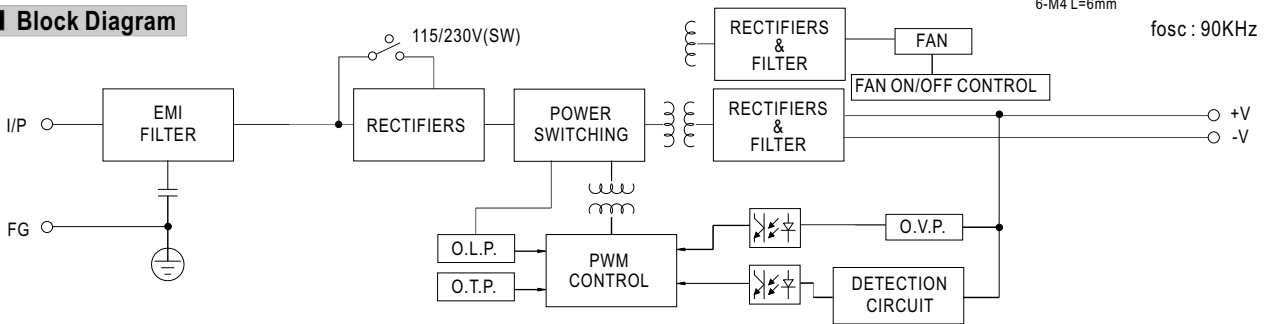 6-M4 L=6mm
Block Diagram
fosc : 90KHz
115/230V(SW)
RECTIFIERS
&
FILTER
FAN
FAN ON/OFF CONTROL
I/P
EMI
FILTER
RECTIFIERS
POWER
SWITCHING
RECTIFIERS
&
FILTER
+V
-V
FG
O.L.P.
O.T.P.
PWM
CONTROL
O.V.P.
DETECTION
CIRCUIT